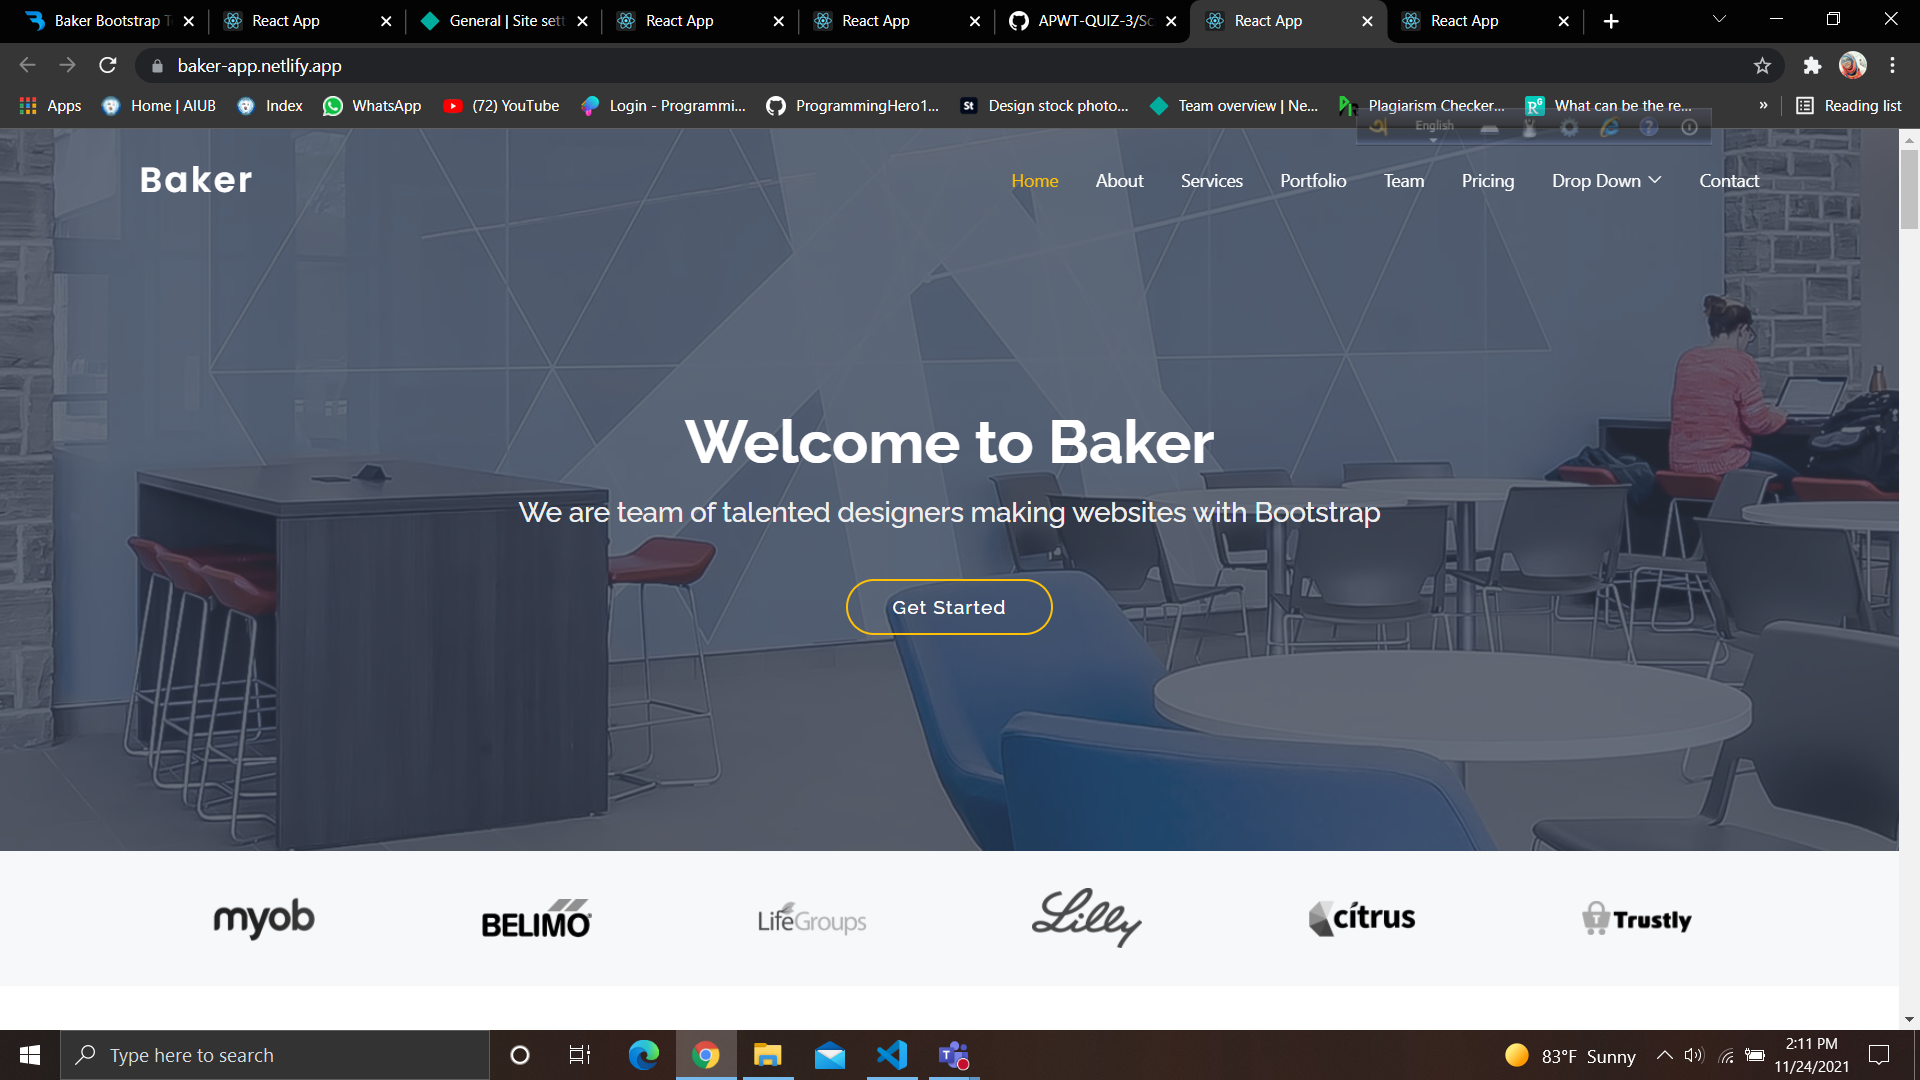 Baker Bootstrap T
React App
General | Site sett
React App
React App
APWT-QUIZ-3/Sc
React App
React App
baker-app.netlify.app
Apps
Home | AIUB
Index
WhatsApp
(72) YouTube
Login - Programmi...
ProgrammingHero1...
St
Design stock photo...
Team overview | Ne...
Plagiarism Checker...
What can be the re...
»
Reading list
English
Baker
Home
About
Services
Portfolio
Team
Pricing
Drop Down
Contact
Welcome to Baker
We are team of talented designers making websites with Bootstrap
Get Started
myob
BELIMO
LifeGroups
Lilly
citrus
Trustly
Type here to search
83°F Sunny
2:11 PM
11/24/2021